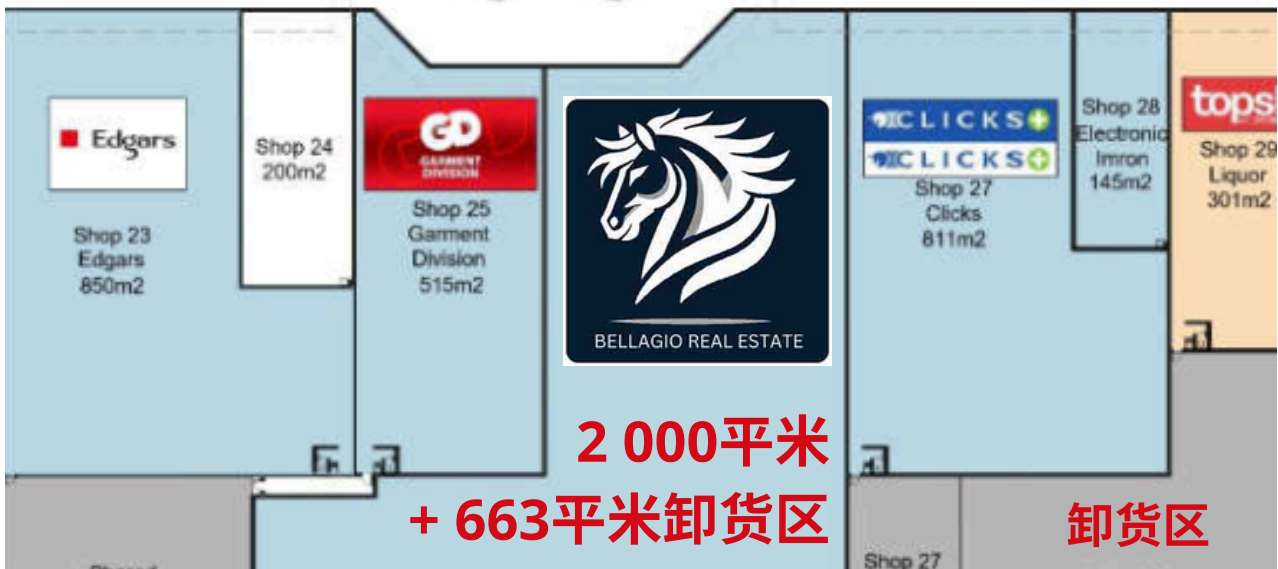 Edgars
Shop 23
Edgars
850m2
Shop 24
200m2
GD
GARMENT
DIVISION
Shop 25
Garment
Division
515m2
BELLAGIO REAL ESTATE
2 000平米
+ 663平米卸货区
CLICKS
CLICKS
Shop 27
Clicks
811m2
Shop 28
Electronic
Imron
145m2
tops
Shop 29
Liquor
301m2
卸货区
Shop 27